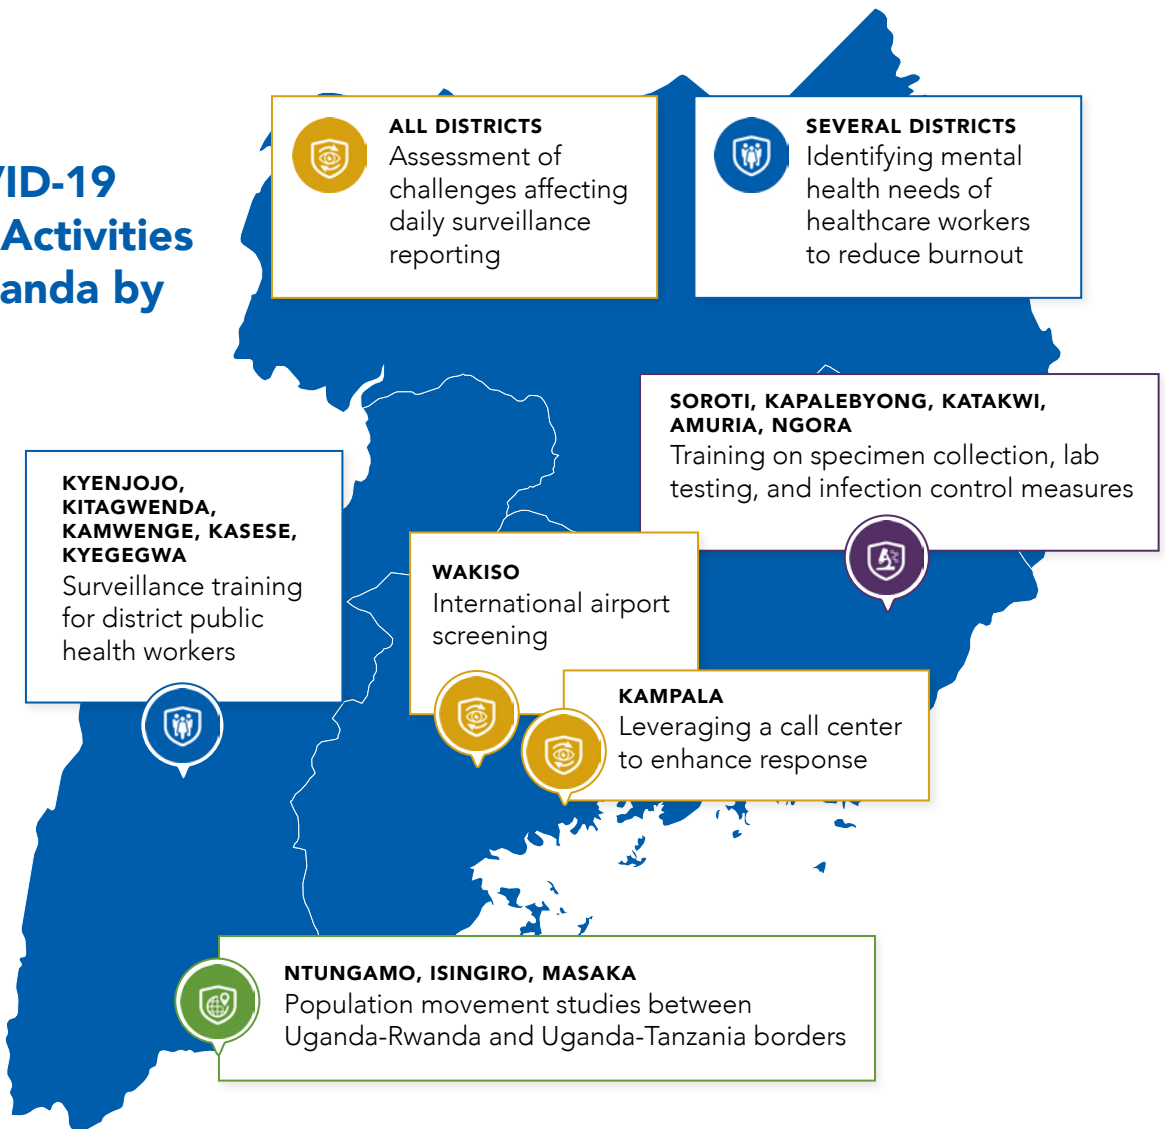 VID-19
Activities
anda by
ALL DISTRICTS
Assessment of
challenges affecting
daily surveillance
reporting
SEVERAL DISTRICTS
Identifying mental
health needs of
healthcare workers
to reduce burnout
SOROTI, KAPALEBYONG, KATAKWI,
AMURIA, NGORA
Training on specimen collection, lab
testing, and infection control measures
KYENJOJO,
KITAGWENDA,
KAMWENGE, KASESE,
KYEGEGWA
Surveillance training
for district public
health workers
WAKISO
International airport
screening
KAMPALA
Leveraging a call center
to enhance response
NTUNGAMO, ISINGIRO, MASAKA
Population movement studies between
Uganda-Rwanda and Uganda-Tanzania borders